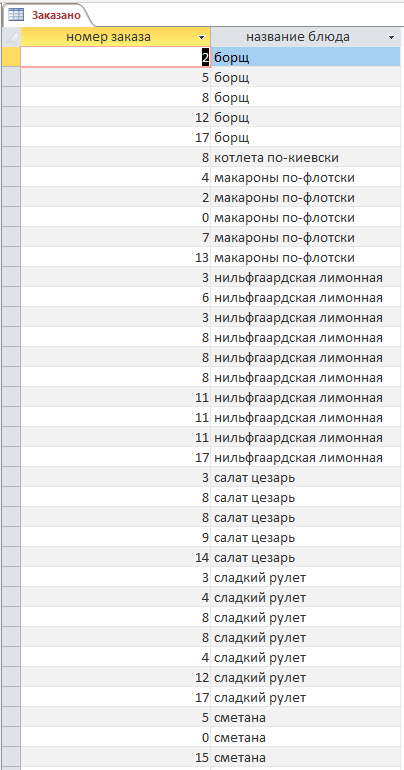 Заказано
номер заказа название блюда
2 борщ
5 борщ
8 борщ
12 борщ
17 борщ
8 котлета по-киевски
4 макароны по-флотски
2 макароны по-флотски
0 макароны по-флотски
7 макароны по-флотски
13 макароны по-флотски
3 нильфгаардская лимонная
6 нильфгаардская лимонная
3 нильфгаардская лимонная
8 нильфгаардская лимонная
8 нильфгаардская лимонная
8 нильфгаардская лимонная
11 нильфгаардская лимонная
11 нильфгаардская лимонная
11 нильфгаардская лимонная
17 нильфгаардская лимонная
3 салат цезарь
8 салат цезарь
8 салат цезарь
9 салат цезарь
14 салат цезарь
3 сладкий рулет
4 сладкий рулет
8 сладкий рулет
8 сладкий рулет
4 сладкий рулет
12 сладкий рулет
17 сладкий рулет
5 сметана
0 сметана
15 сметана